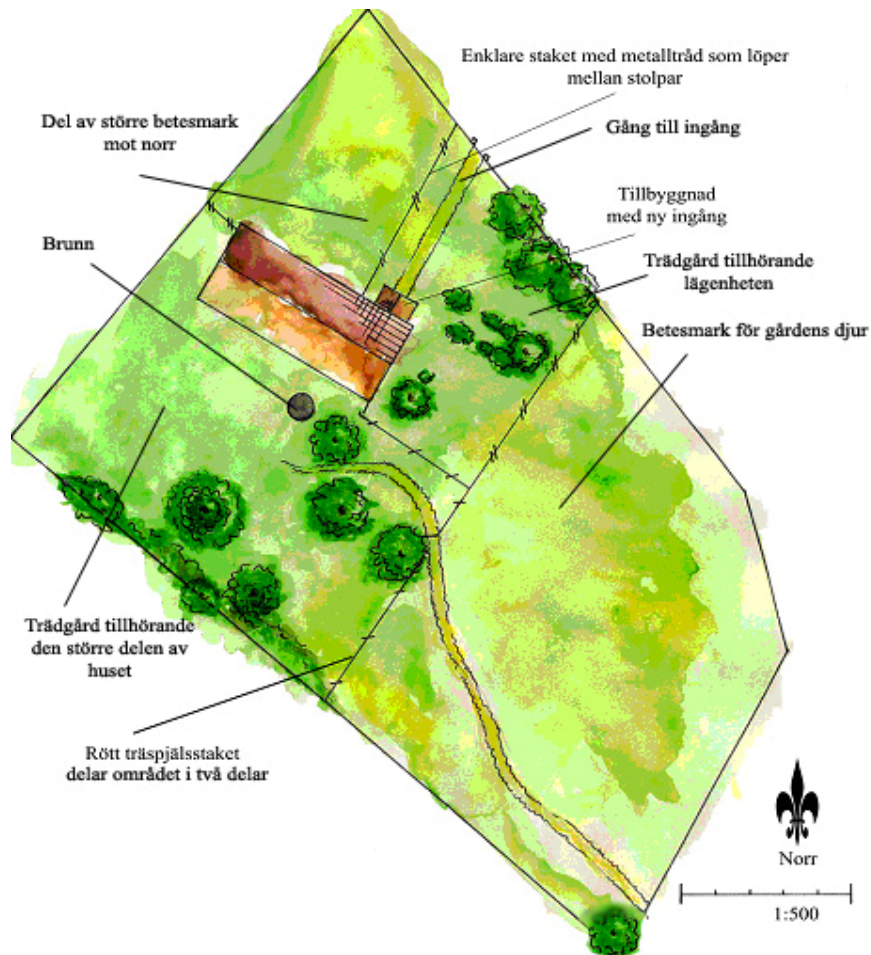 Enklare staket med metalltråd som löper
mellan stolpar
Del av större betesmark
mot norr
Gång till ingång
Tillbyggnad
med ny ingång
Brunn
Trädgård tillhörande
lägenheten
Betesmark för gårdens djur
Trädgård tillhörande
den större delen av
huset
Rött träspjälsstaket
delar området i två delar
Norr
1:500